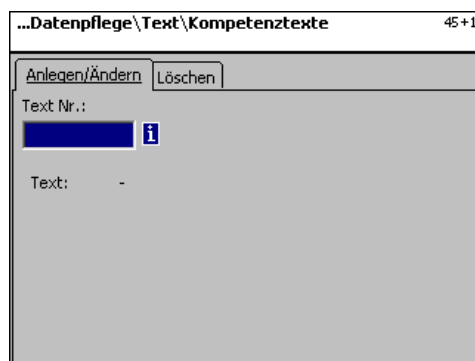 ...Datenpflege\Text\Kompetenztexte 45+1
Anlegen/Ändern Löschen
Text Nr.:
i
Text: -